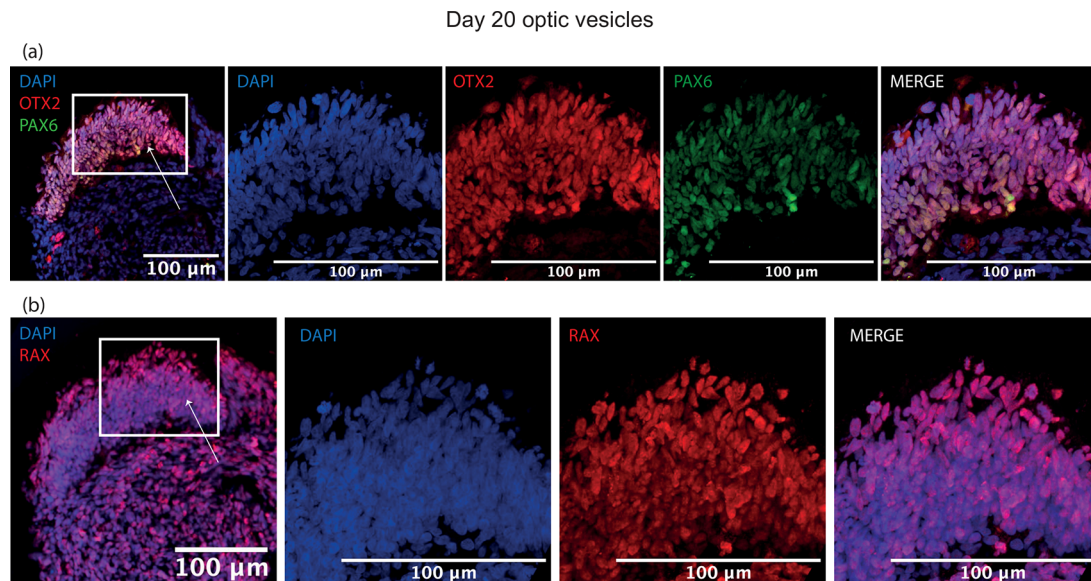 Day 20 optic vesicles
(a)
DAPI
OTX2
PAX6
100 µm
DAPI
100 µm
OTX2
100 µm
PAX6
100 µm
MERGE
100 µm
(b)
DAPI
RAX
100 µm
DAPI
100 µm
RAX
100 µm
MERGE
100 µm